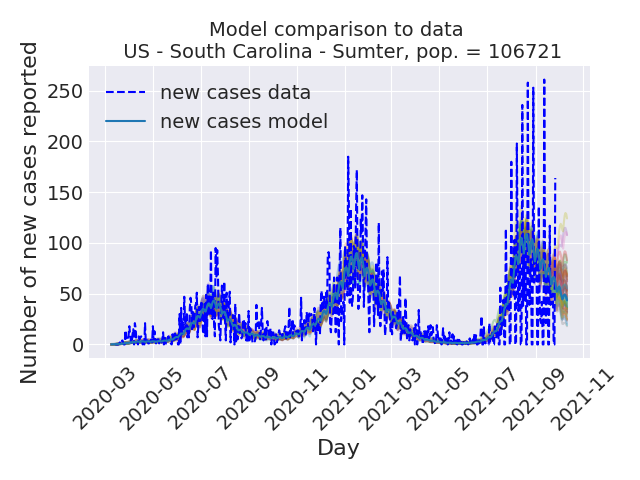 Model comparison to data
US - South Carolina - Sumter, pop. = 106721
Number of new cases reported
250
200
150
100
50
0
new cases data
new cases model
2020-03
2020-05
2020-07
2020-09
2020-11
2021-01
2021-03
2021-05
2021-07
2021-09
2021-11
Day